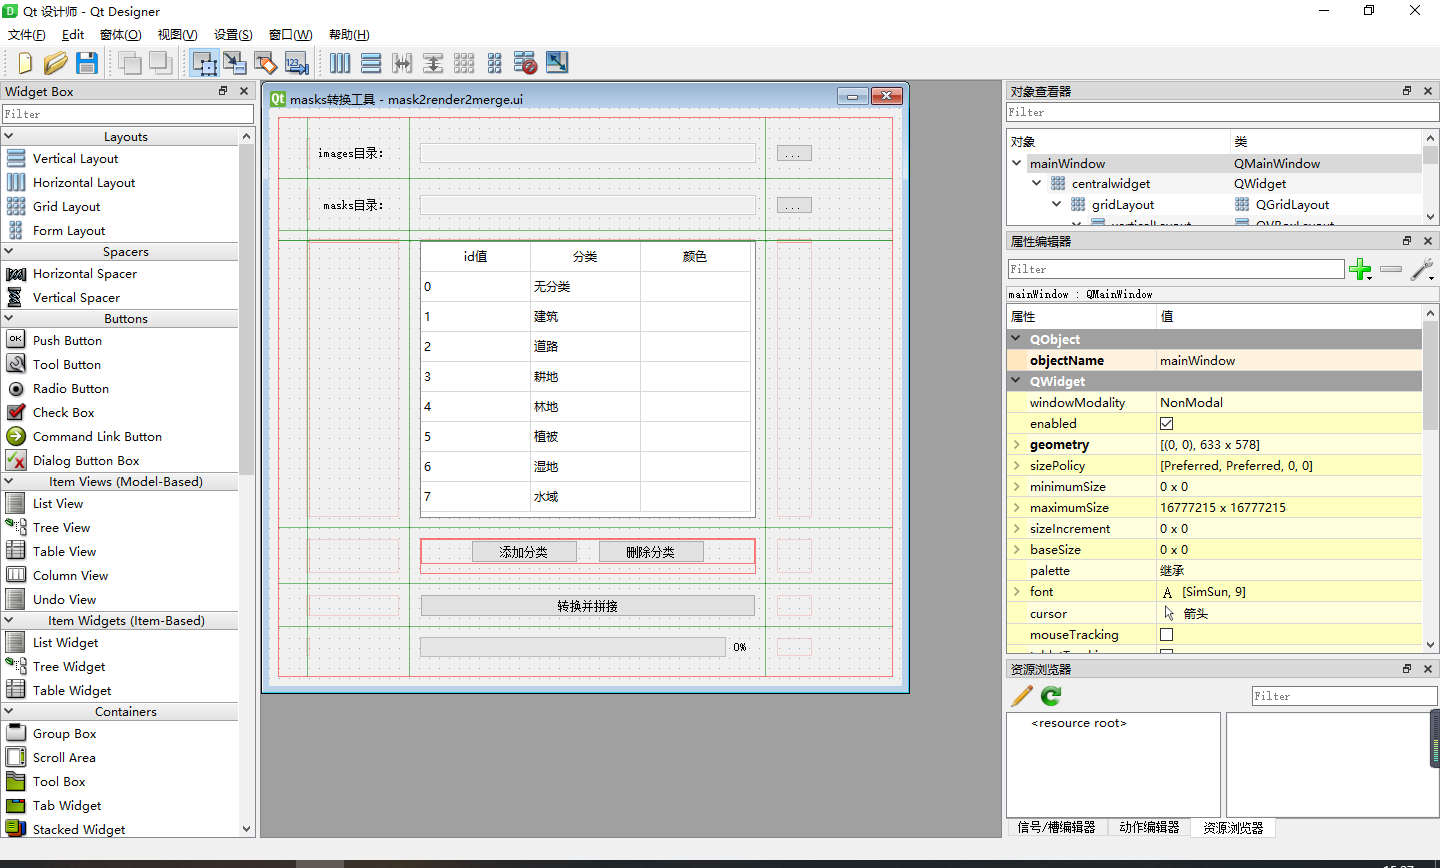 Qt 设计师 - Qt Designer
文件(F) Edit 窗体(O) 视图(V) 设置(S) 窗口(W) 帮助(H)
Widget Box
Filter
Layouts
Vertical Layout
Horizontal Layout
Grid Layout
Form Layout
Spacers
Horizontal Spacer
Vertical Spacer
Buttons
Push Button
Tool Button
Radio Button
Check Box
Command Link Button
Dialog Button Box
Item Views (Model-Based)
List View
Tree View
Table View
Column View
Undo View
Item Widgets (Item-Based)
List Widget
Tree Widget
Table Widget
Containers
Group Box
Scroll Area
Tool Box
Tab Widget
Stacked Widget
masks转换工具 - mask2render2merge.ui
images目录: ...
masks目录: ...
id值 分类 颜色
0 无分类
1 建筑
2 道路
3 耕地
4 林地
5 植被
6 湿地
7 水域
添加分类 删除分类
转换并拼接
0%
对象查看器
Filter
对象 类
mainWindow QMainWindow
centralwidget QWidget
gridLayout QGridLayout
verticalLayout QVBoxLayout
属性编辑器
Filter
mainWindow : QMainWindow
属性 值
QObject
objectName mainWindow
QWidget
windowModality NonModal
enabled
geometry [(0, 0), 633 x 578]
sizePolicy [Preferred, Preferred, 0, 0]
minimumSize 0 x 0
maximumSize 16777215 x 16777215
sizeIncrement 0 x 0
baseSize 0 x 0
palette 继承
font A [SimSun, 9]
cursor 箭头
mouseTracking
资源浏览器
Filter
<resource root>
信号/槽编辑器 动作编辑器 资源浏览器